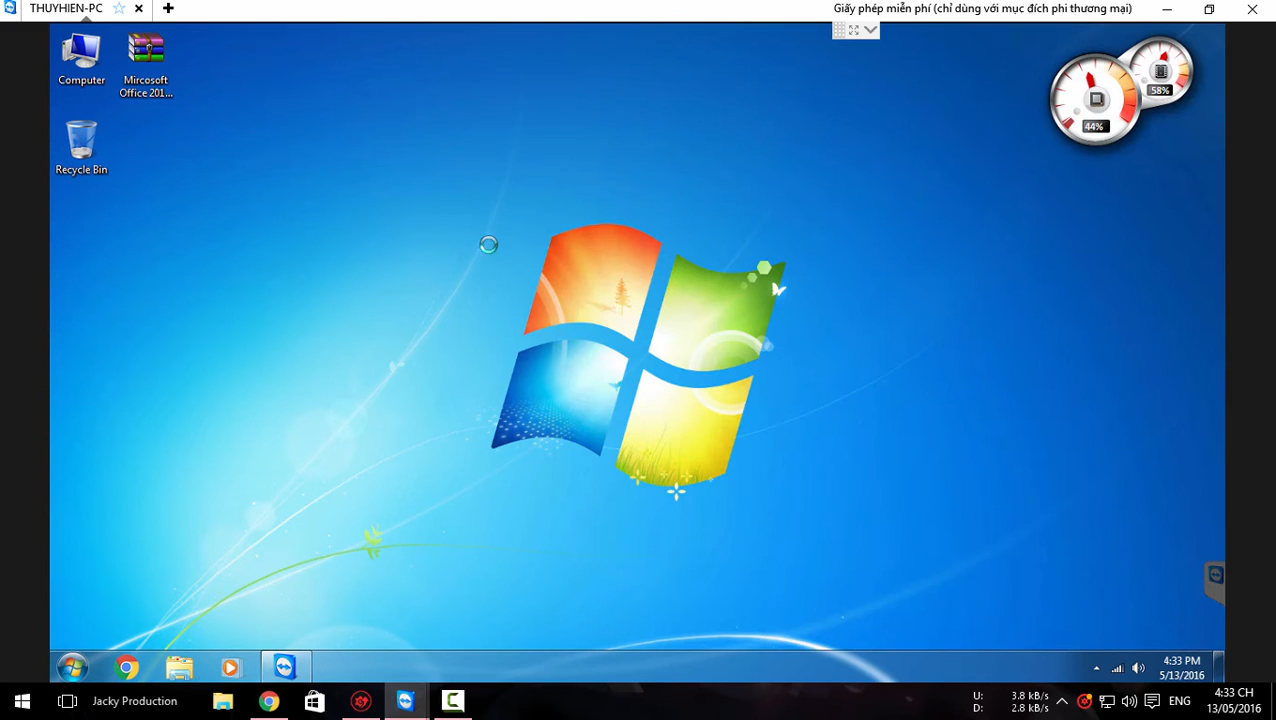 THUYHIEN-PC
Giấy phép miễn phí (chỉ dùng với mục đích phi thương mại)
Computer
Mircosoft
Office 201...
58%
44%
Recycle Bin
4:33 PM
5/13/2016
Jacky Production
U: 3.8 kB/s
D: 2.8 kB/s
ENG
4:33 CH
13/05/2016